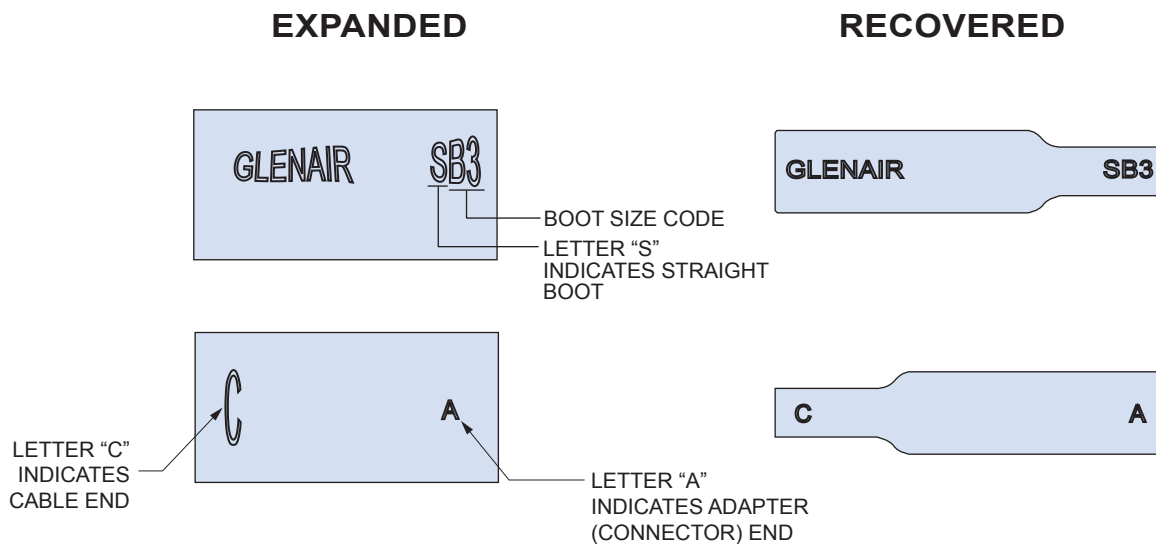 EXPANDED
RECOVERED
GLENAIR
SB3
BOOT SIZE CODE
LETTER “S”
INDICATES STRAIGHT
BOOT
GLENAIR
SB3
C
A
LETTER “C”
INDICATES
CABLE END
LETTER “A”
INDICATES ADAPTER
(CONNECTOR) END
C
A